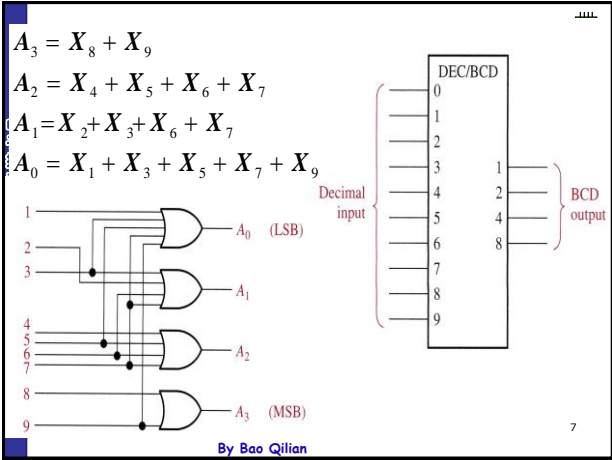 A₃ = X₈ + X₉
A₂ = X₄ + X₅ + X₆ + X₇
A₁=X₂+X₃+X₆ + X₇
A₀ = X₁ + X₃ + X₅ + X₇ + X₉
DEC/BCD
0
1
2
3
4
5
6
7
8
9
1
2
4
8
Decimal
input
BCD
output
1
2
3
4
5
6
7
8
9
A₀ (LSB)
A₁
A₂
A₃ (MSB)
7
By Bao Qilian